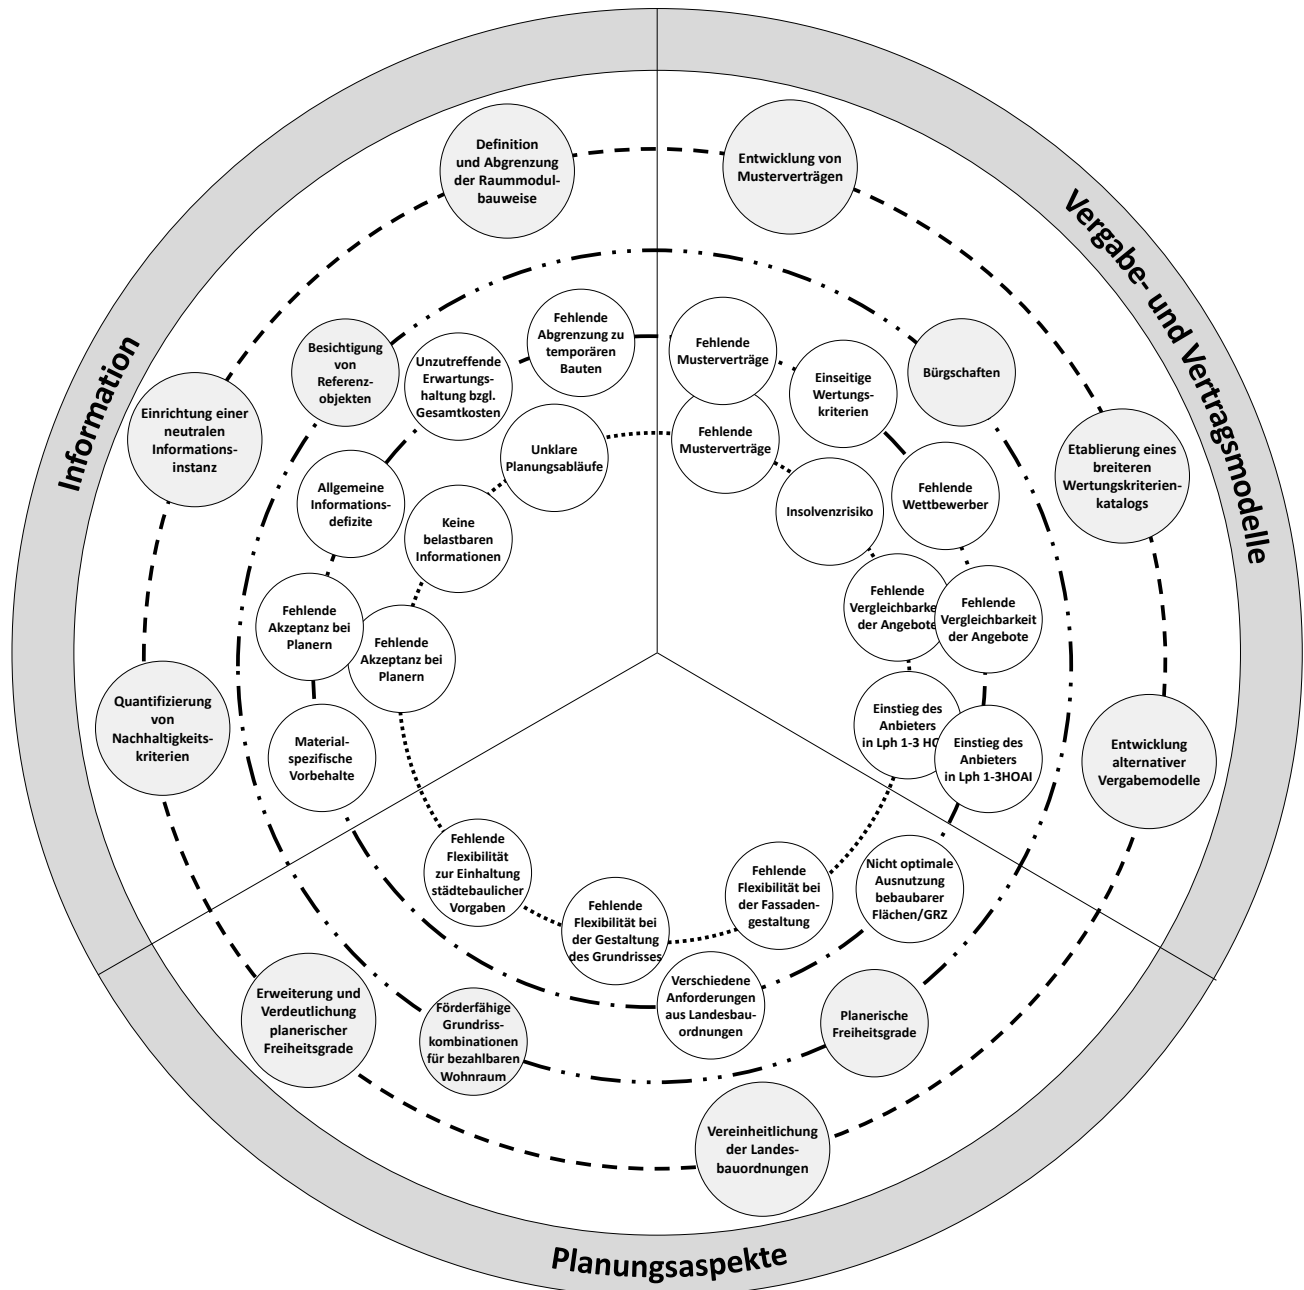 Information
Vergabe- und Vertragsmodelle
Planungsaspekte
Definition
und Abgrenzung
der Raummodul-
bauweise
Entwicklung von
Musterverträgen
Besichtigung
von
Referenz-
objekten
Unzutreffende
Erwartungs-
haltung bzgl.
Gesamtkosten
Fehlende
Abgrenzung zu
temporären
Bauten
Fehlende
Musterverträge
Einseitige
Wertungs-
kriterien
Bürgschaften
Einrichtung einer
neutralen
Informations-
instanz
Unklare
Planungsabläufe
Fehlende
Musterverträge
Etablierung eines
breiteren
Wertungskriterien-
katalogs
Allgemeine
Informations-
defizite
Keine
belastbaren
Informationen
Insolvenzrisiko
Fehlende
Wettbewerber
Fehlende
Akzeptanz bei
Planern
Fehlende
Akzeptanz bei
Planern
Fehlende
Vergleichbarke
der Angebote
Fehlende
Vergleichbarkeit
der Angebote
Quantifizierung
von
Nachhaltigkeits-
kriterien
Material-
spezifische
Vorbehalte
Einstieg des
Anbieters
in Lph 1-3 HO
Einstieg des
Anbieters
in Lph 1-3HOAI
Entwicklung
alternativer
Vergabemodelle
Fehlende
Flexibilität
zur Einhaltung
städtebaulicher
Vorgaben
Fehlende
Flexibilität bei
der Gestaltung
des Grundrisses
Fehlende
Flexibilität bei
der Fassaden-
gestaltung
Nicht optimale
Ausnutzung
bebaubarer
Flächen/GRZ
Erweiterung und
Verdeutlichung
planerischer
Freiheitsgrade
Förderfähige
Grundriss-
kombinationen
für bezahlbaren
Wohnraum
Verschiedene
Anforderungen
aus Landesbau-
ordnungen
Planerische
Freiheitsgrade
Vereinheitlichung
der Landes-
bauordnungen